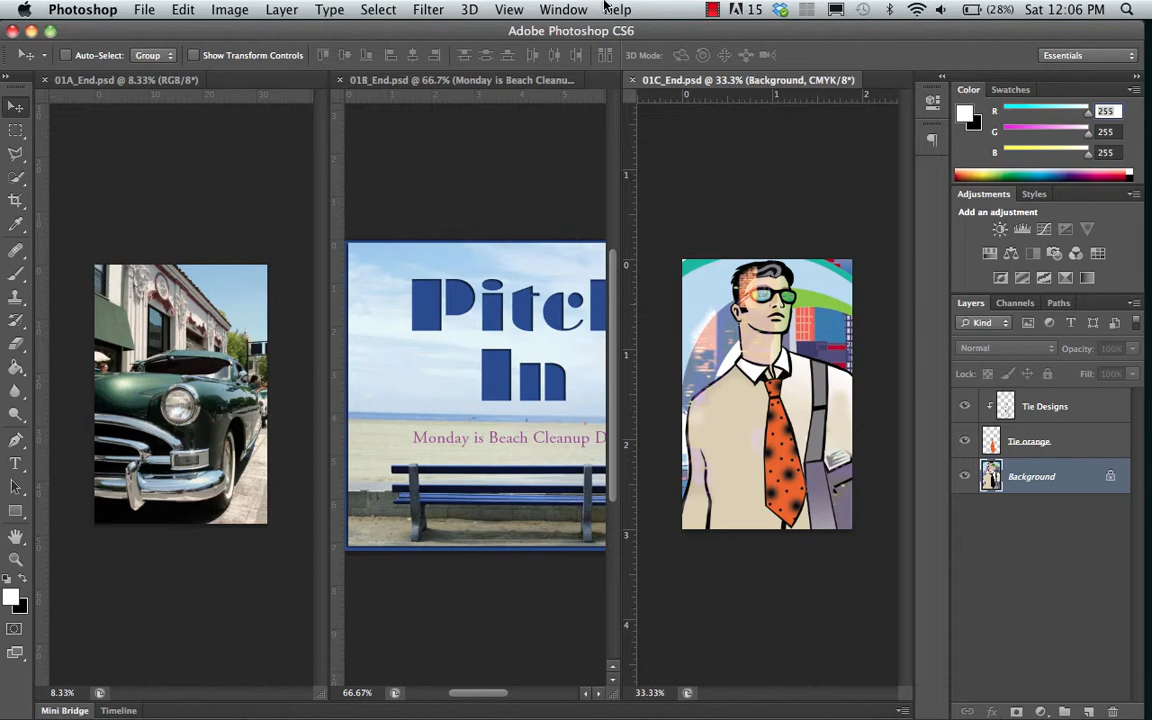 Photoshop File Edit Image Layer Type Select Filter 3D View Window Help 15 (28%) Sat 12:06 PM
Adobe Photoshop CS6
Auto-Select: Group Show Transform Controls 3D Mode: Essentials
01A_End.psd @ 8.33% (RGB/8*) 01B_End.psd @ 66.7% (Monday is Beach Cleanu... 01C_End.psd @ 33.3% (Background, CMYK/8*)
Color Swatches
R 255
G 255
B 255
Adjustments Styles
Add an adjustment
Layers Channels Paths
Kind
Normal Opacity: 100%
Lock: Fill: 100%
Tie Designs
Tie orange
Background
Pitch
In
Monday is Beach Cleanup D
8.33% 66.67% 33.33%
Mini Bridge Timeline